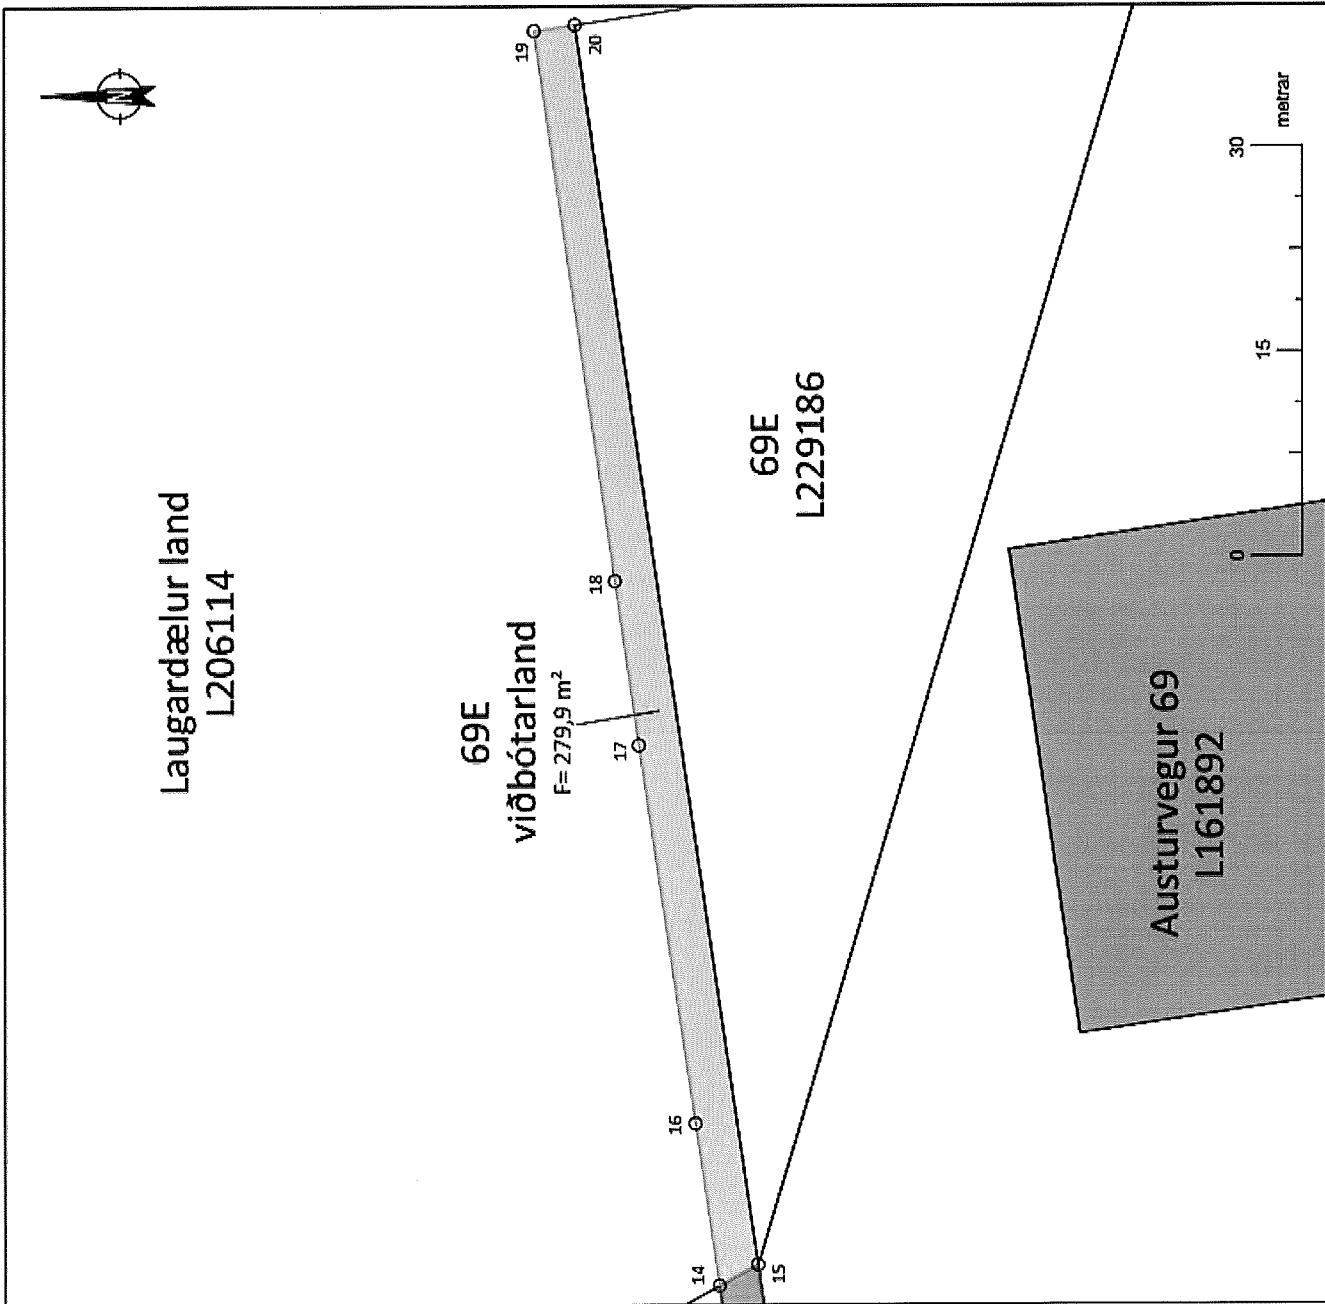 Laugardælur land
L206114
N
69E
viðbótarland
F= 279,9 m²
14
16
17
18
19
15
20
69E
L229186
Austurvegur 69
L161892
0
15
30
metrar